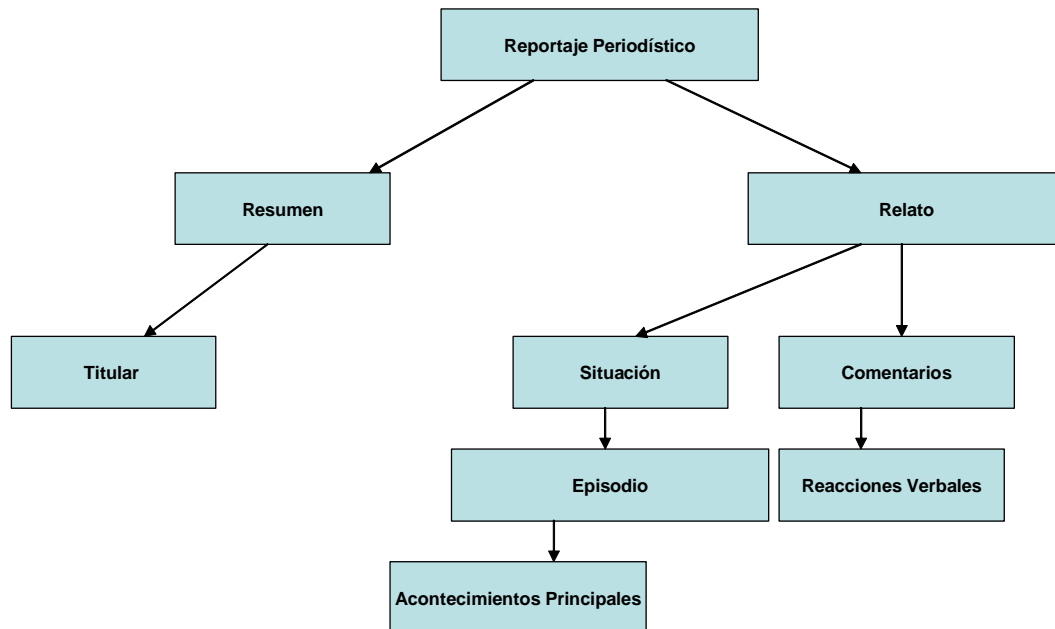 Reportaje Periodístico
Resumen
Relato
Titular
Situación
Comentarios
Episodio
Reacciones Verbales
Acontecimientos Principales